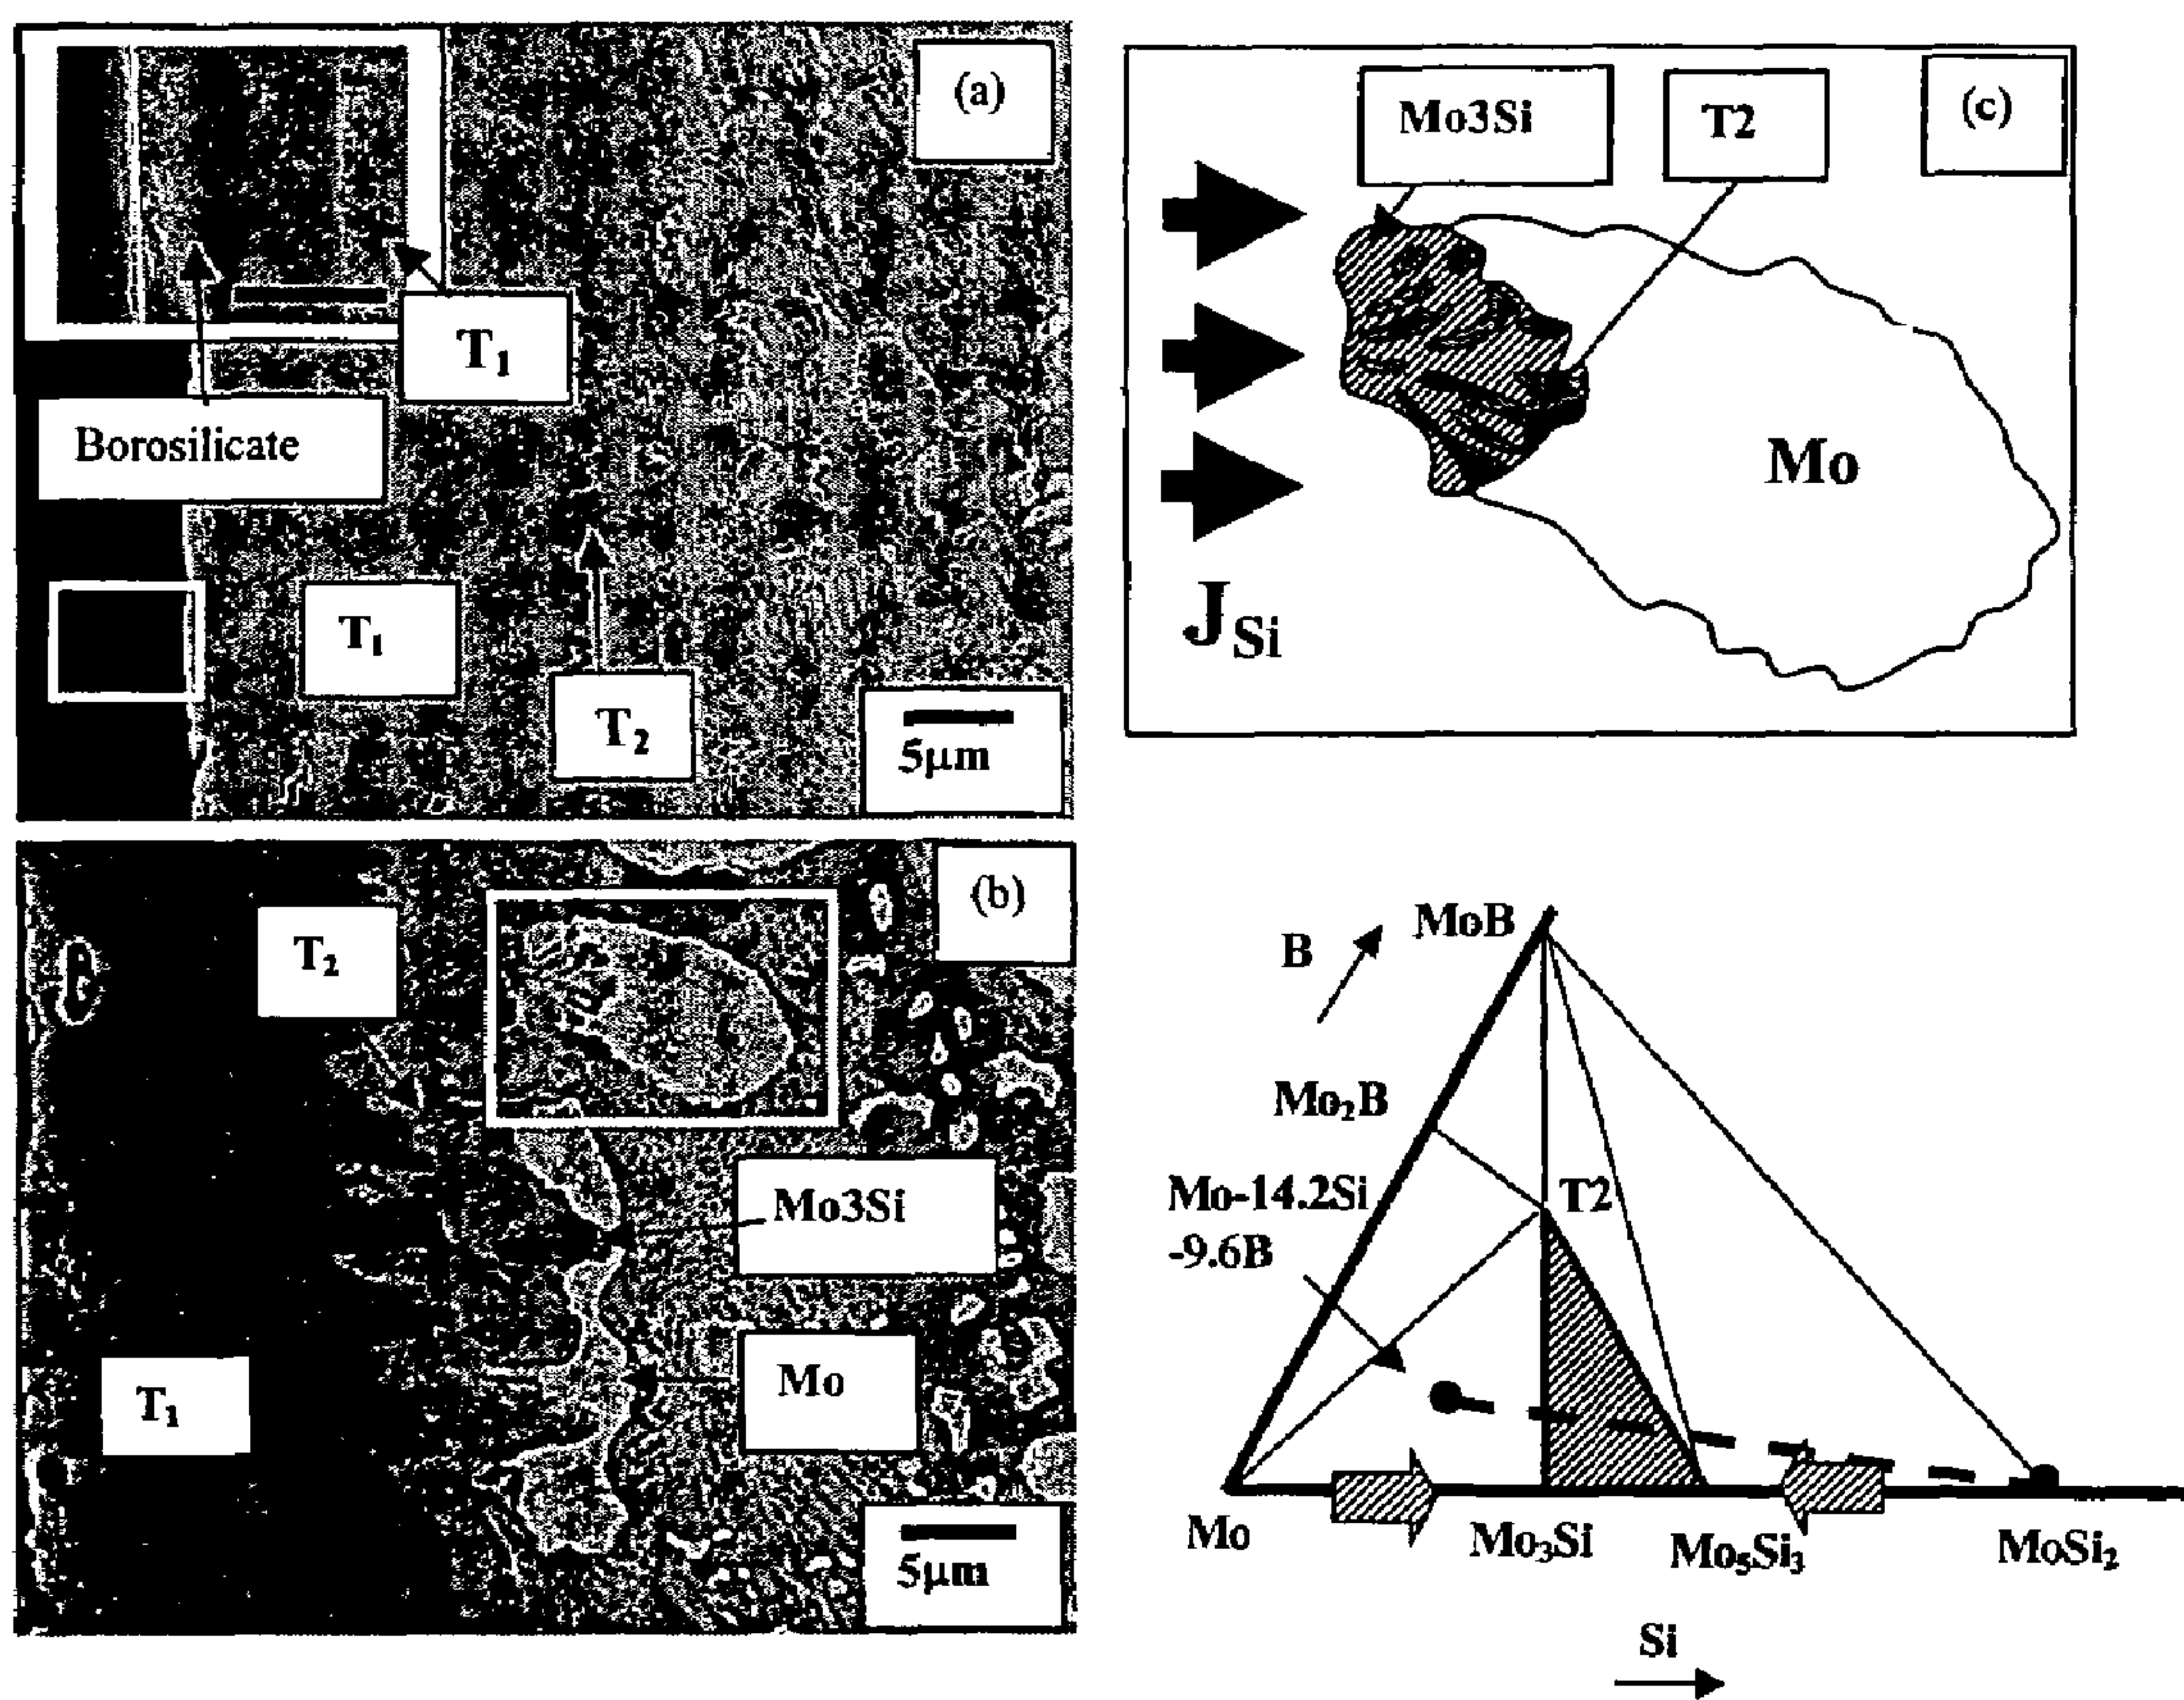 (a)
T₁
Borosilicate
T₁
T₂
5μm
(b)
T₂
Mo3Si
Mo
T₁
5μm
Mo3Si
T2
(c)
Mo
J_Si
B
MoB
Mo₂B
Mo-14.2Si
-9.6B
T2
Mo
Mo₃Si
Mo₅Si₃
MoSi₂
Si